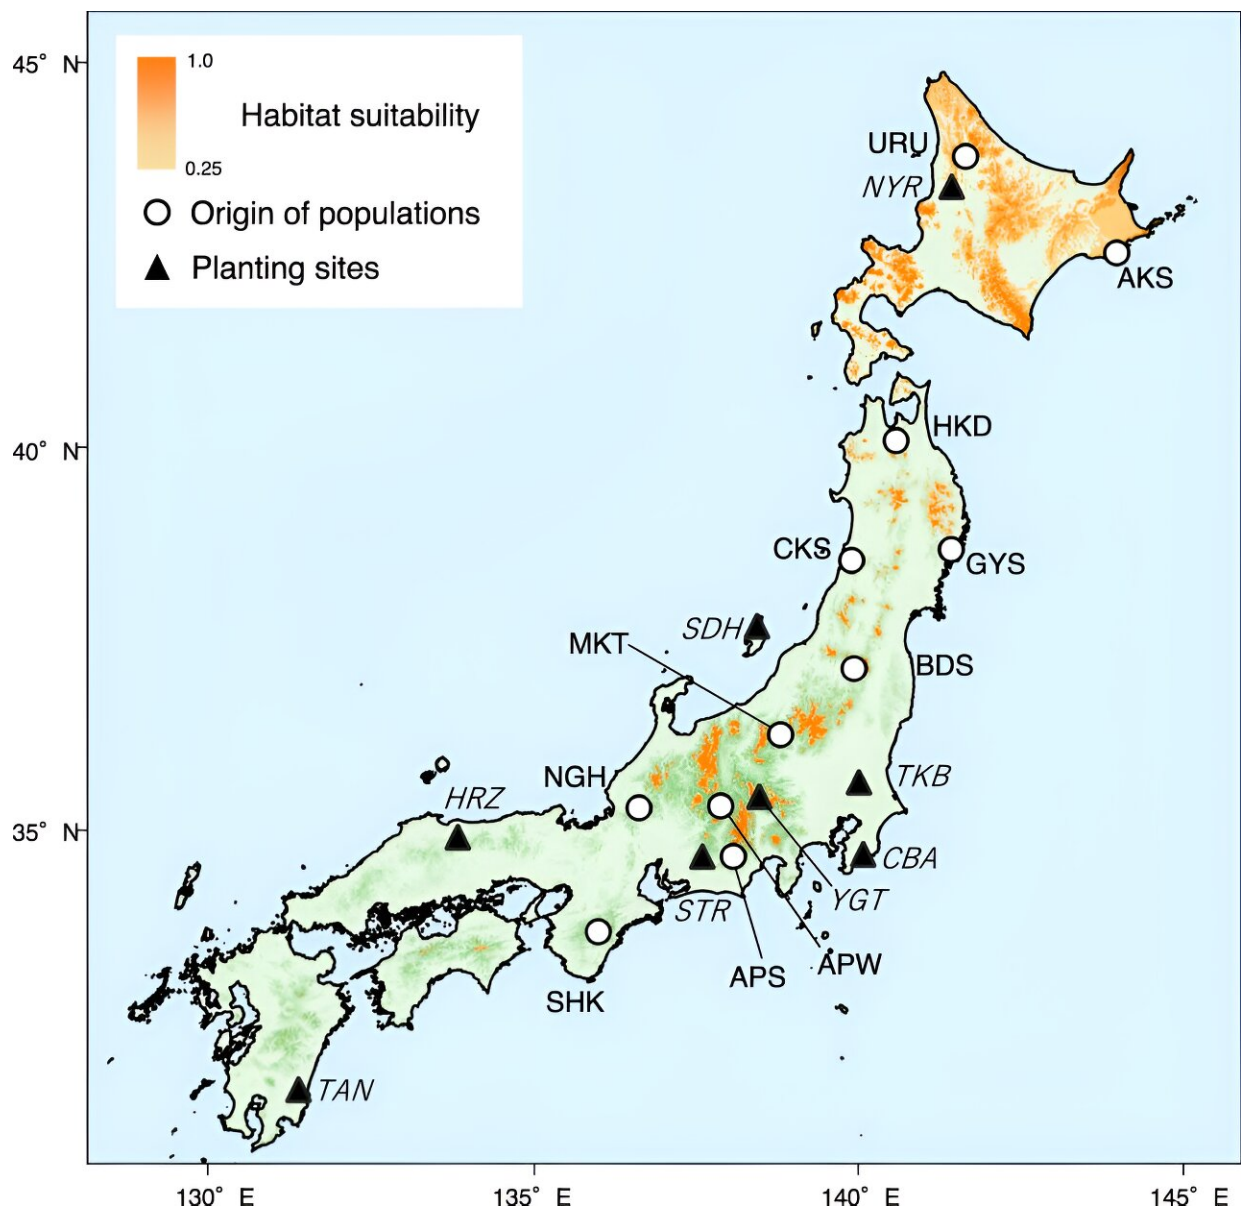 45° N
1.0
Habitat suitability
0.25
Origin of populations
Planting sites
URU
NYR
AKS
HKD
40° N
CKS
GYS
SDH
MKT
BDS
NGH
TKB
HRZ
35° N
CBA
YGT
STR
APW
APS
SHK
TAN
130° E
135° E
140° E
145° E